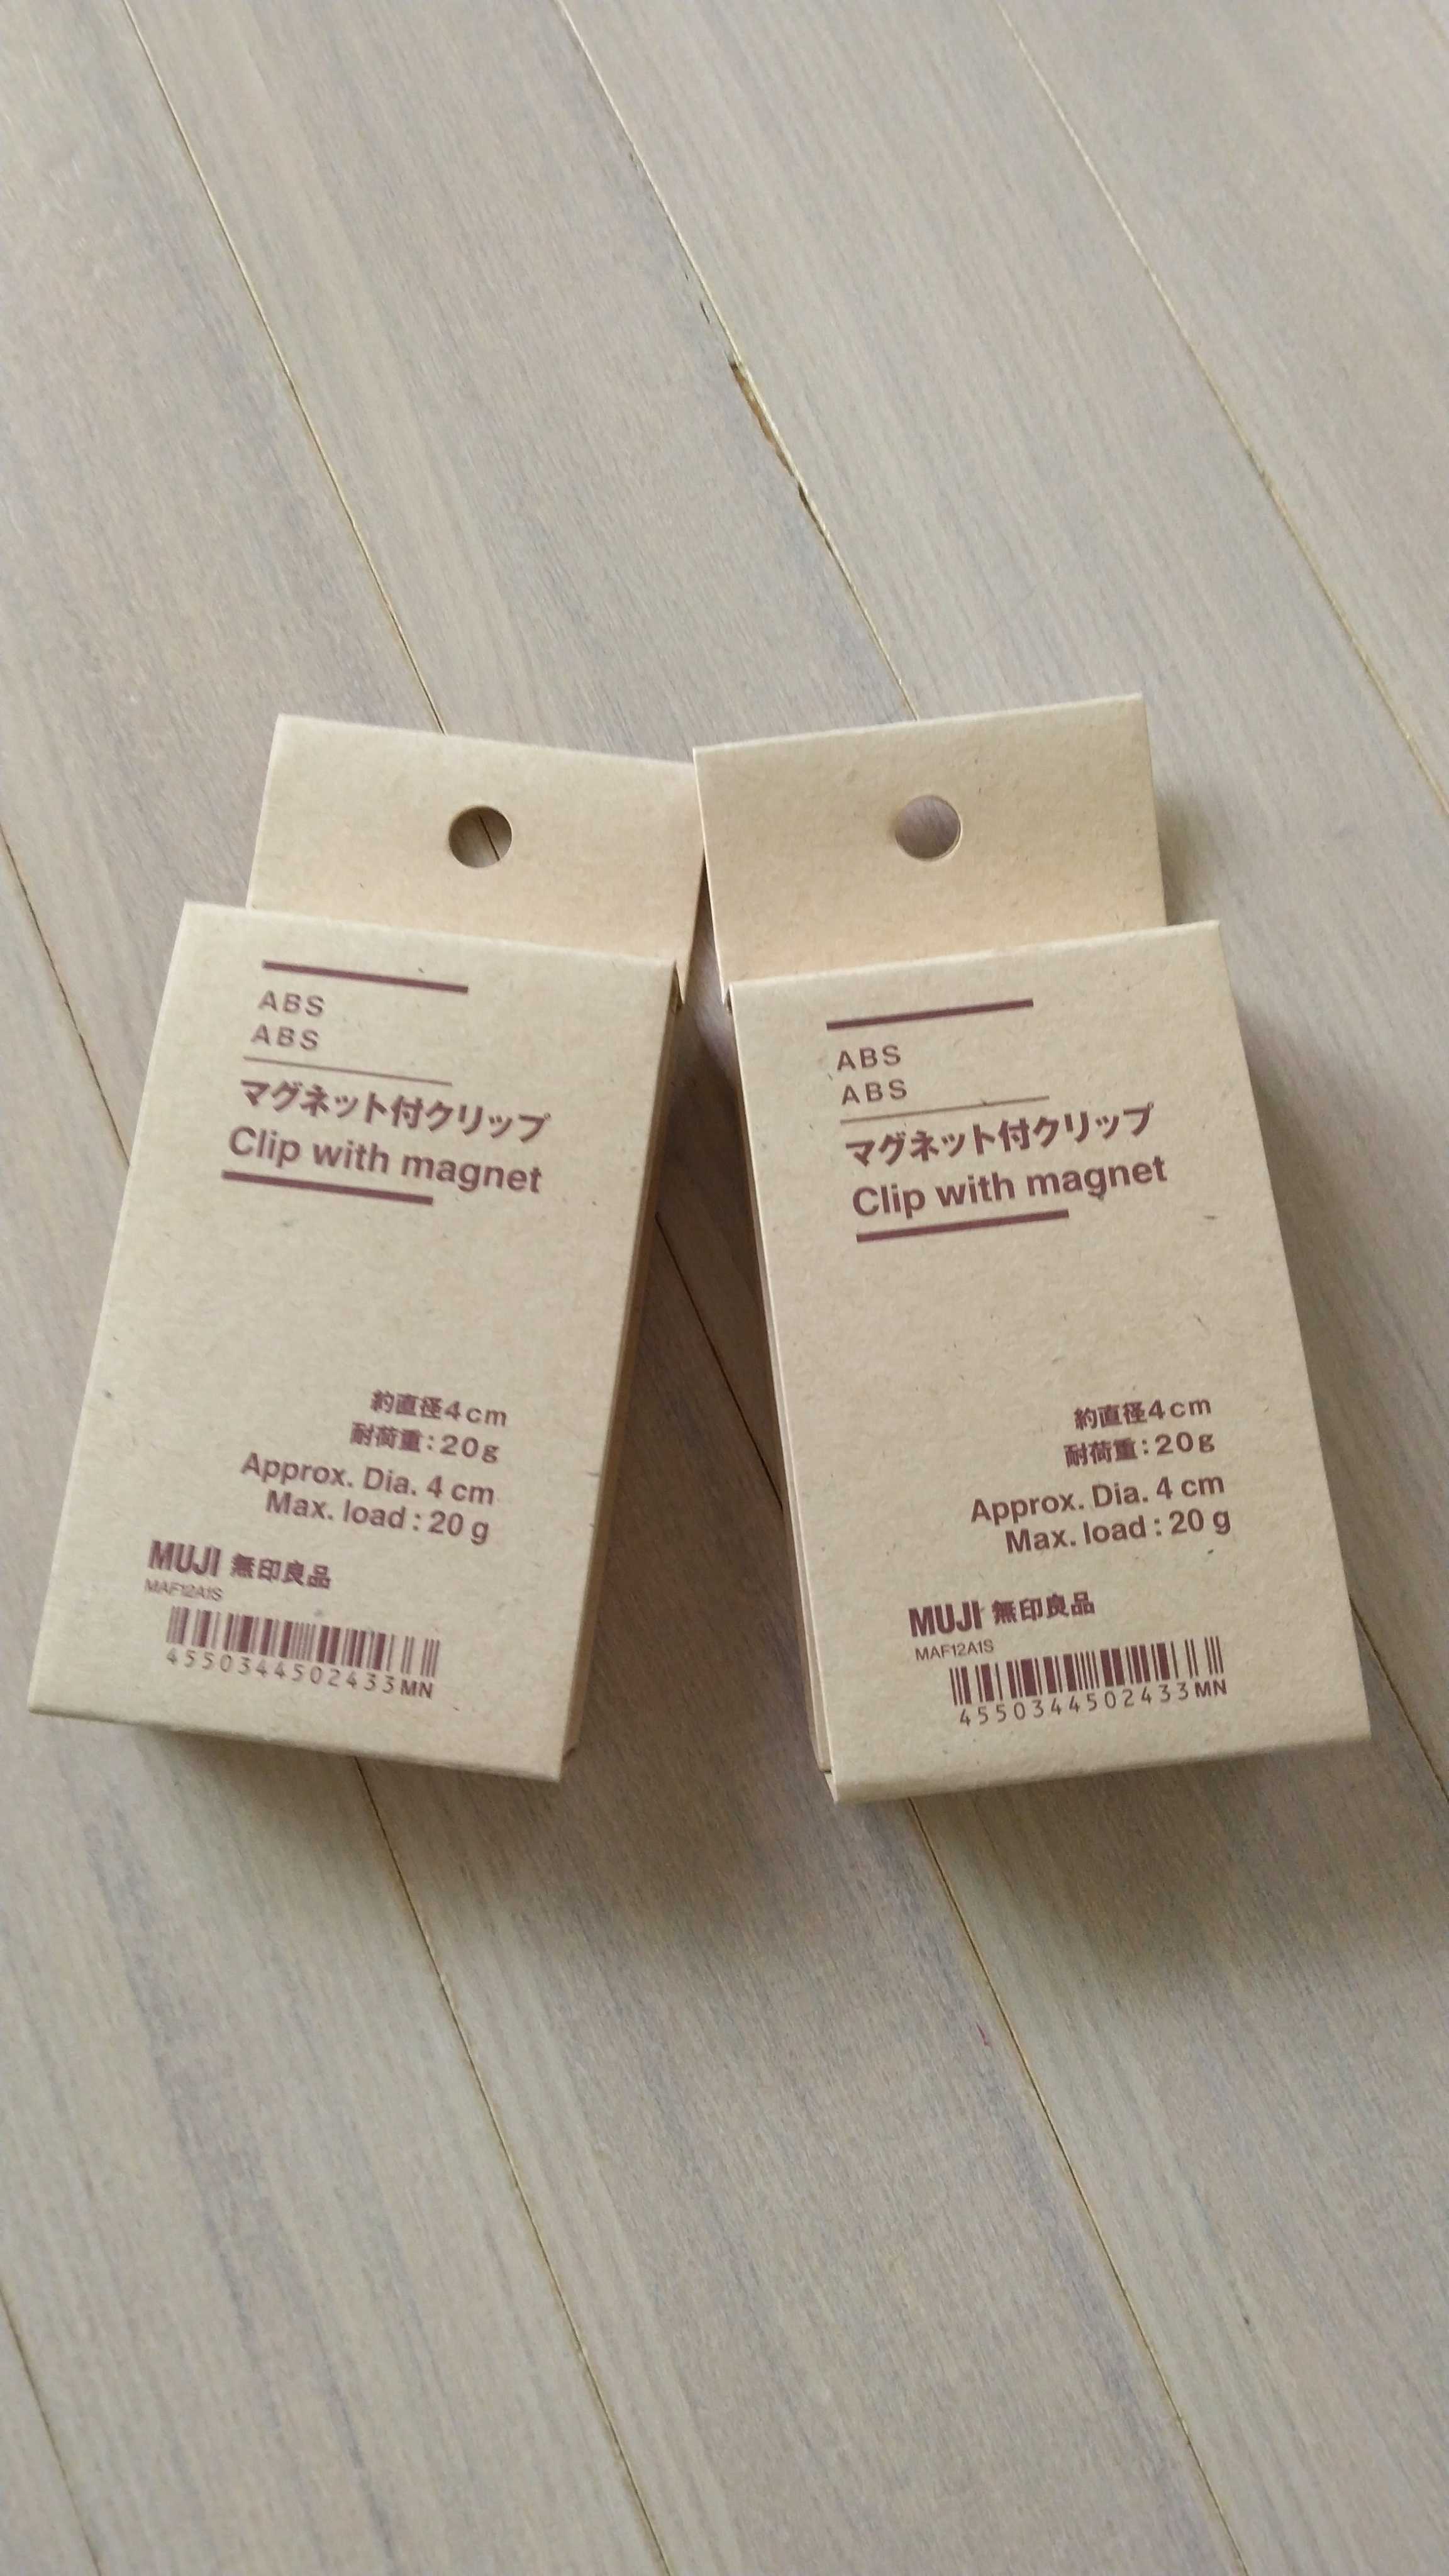 ABS
ABS
マグネット付クリップ
Clip with magnet
約直径4cm
耐荷重:20g
Approx. Dia. 4 cm
Max. load : 20 g
MUJI 無印良品
MAF12A1S
4550344502433MN
ABS
ABS
マグネット付クリップ
Clip with magnet
約直径4cm
耐荷重:20g
Approx. Dia. 4 cm
Max. load : 20 g
MUJI 無印良品
MAF12A1S
4550344502433MN